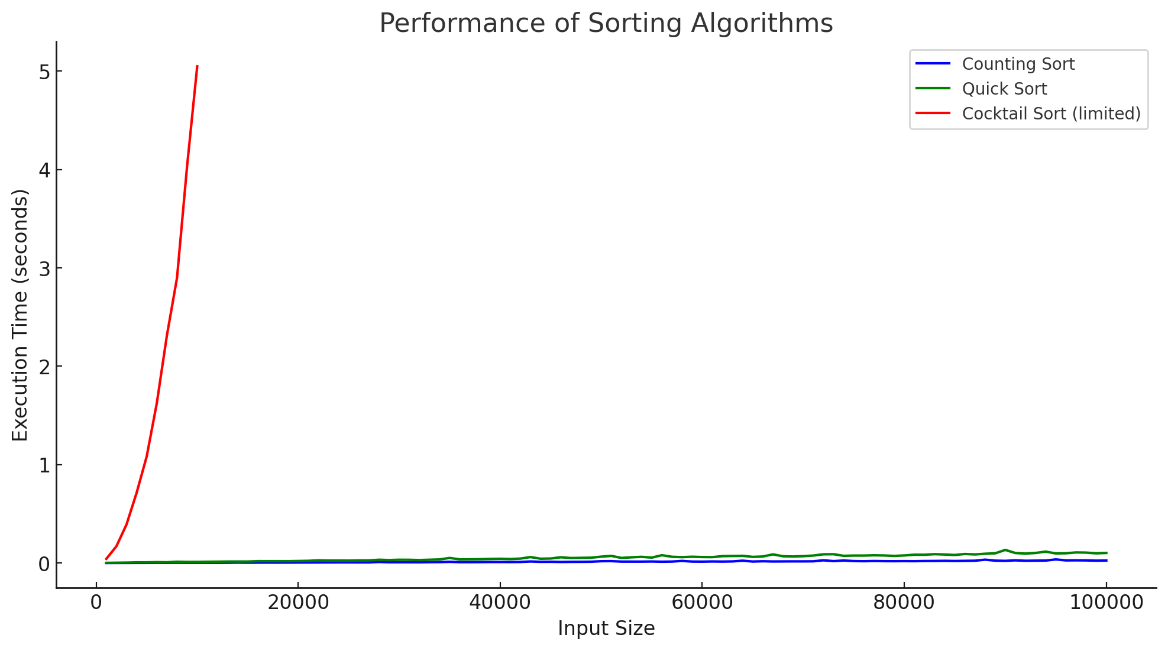 Performance of Sorting Algorithms
Counting Sort
Quick Sort
Cocktail Sort (limited)
Execution Time (seconds)
5
4
3
2
1
0
0 20000 40000 60000 80000 100000
Input Size